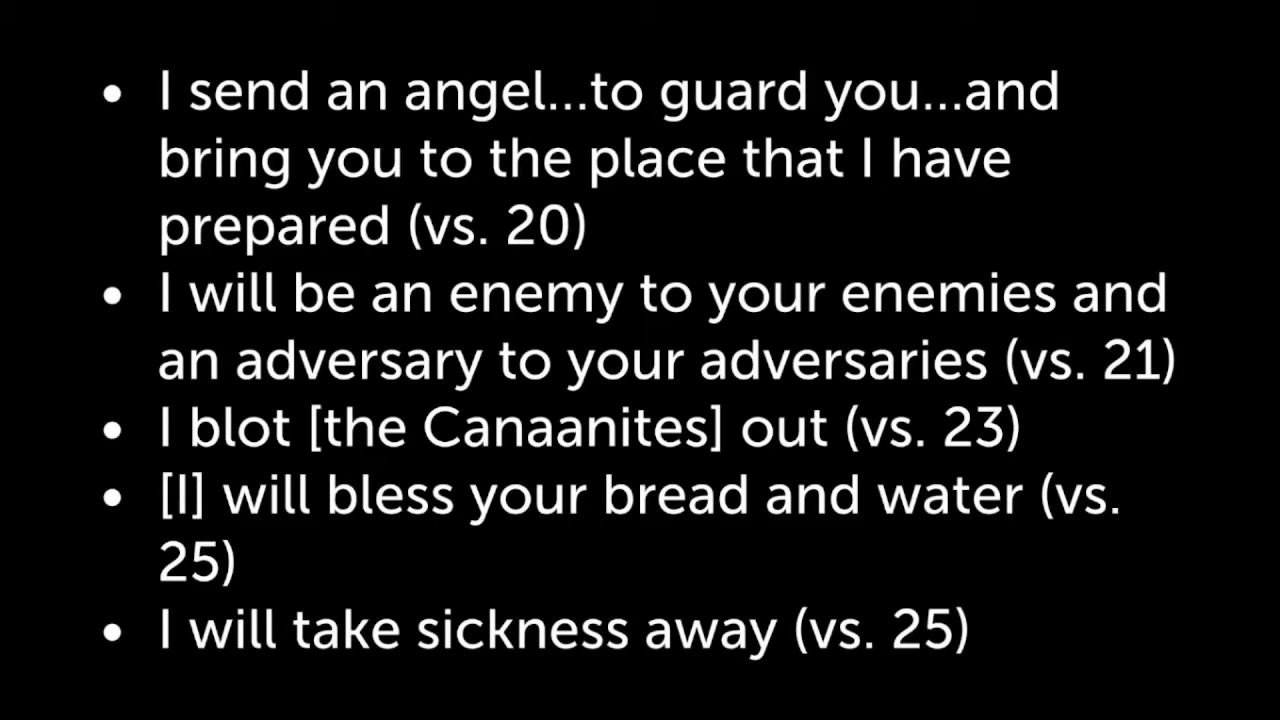 • I send an angel...to guard you...and
bring you to the place that I have
prepared (vs. 20)
• I will be an enemy to your enemies and
an adversary to your adversaries (vs. 21)
• I blot [the Canaanites] out (vs. 23)
• [I] will bless your bread and water (vs.
25)
• I will take sickness away (vs. 25)